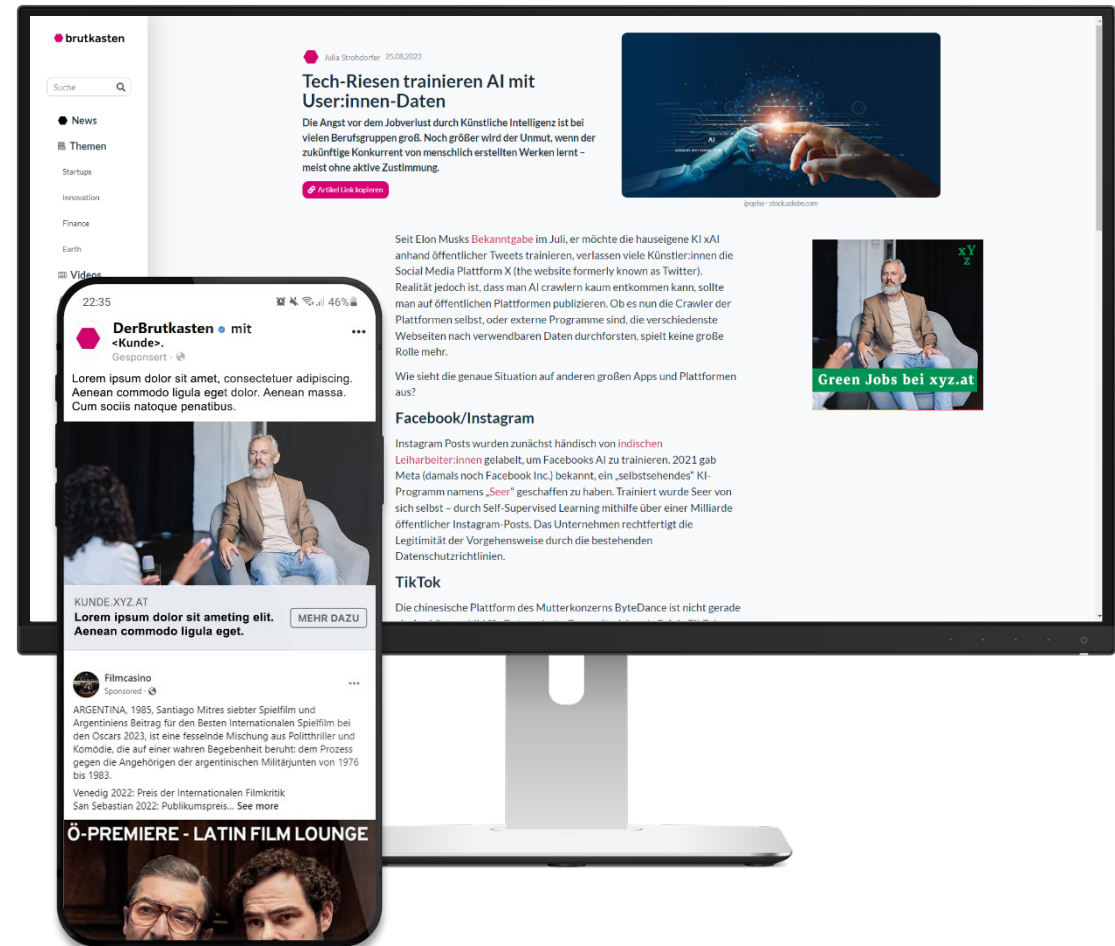 brutkasten
Suche
News
Themen
Startups
Innovation
Finance
Earth
Videos
Julia Strohdorfer 25.08.2023
Tech-Riesen trainieren AI mit
User:innen-Daten
Die Angst vor dem Jobverlust durch Künstliche Intelligenz ist bei
vielen Berufsgruppen groß. Noch größer wird der Unmut, wenn der
zukünftige Konkurrent von menschlich erstellten Werken lernt –
meist ohne aktive Zustimmung.
Artikel Link kopieren
AI
ipopba - stock.adobe.com
Seit Elon Musks Bekanntgabe im Juli, er möchte die hauseigene KI xAI
anhand öffentlicher Tweets trainieren, verlassen viele Künstler:innen die
Social Media Plattform X (the website formerly known as Twitter).
Realität jedoch ist, dass man AI crawlern kaum entkommen kann, sollte
man auf öffentlichen Plattformen publizieren. Ob es nun die Crawler der
Plattformen selbst, oder externe Programme sind, die verschiedenste
Webseiten nach verwendbaren Daten durchforsten, spielt keine große
Rolle mehr.
Wie sieht die genaue Situation auf anderen großen Apps und Plattformen
aus?
Facebook/Instagram
Instagram Posts wurden zunächst händisch von indischen
Leiharbeiter:innen gelabelt, um Facebooks AI zu trainieren. 2021 gab
Meta (damals noch Facebook Inc.) bekannt, ein „selbstsehendes“ KI-
Programm namens „Seer“ geschaffen zu haben. Trainiert wurde Seer von
sich selbst – durch Self-Supervised Learning mithilfe über einer Milliarde
öffentlicher Instagram-Posts. Das Unternehmen rechtfertigt die
Legitimität der Vorgehensweise durch die bestehenden
Datenschutzrichtlinien.
TikTok
Die chinesische Plattform des Mutterkonzerns ByteDance ist nicht gerade
xY
z
Green Jobs bei xyz.at
22:35
46%
DerBrutkasten mit
<Kunde>.
Gesponsert ·
Lorem ipsum dolor sit amet, consectetuer adipiscing.
Aenean commodo ligula eget dolor. Aenean massa.
Cum sociis natoque penatibus.
KUNDE.XYZ.AT
Lorem ipsum dolor sit ameting elit.
Aenean commodo ligula eget.
MEHR DAZU
Filmcasino
Sponsored ·
ARGENTINA, 1985, Santiago Mitres siebter Spielfilm und
Argentiniens Beitrag für den Besten Internationalen Spielfilm bei
den Oscars 2023, ist eine fesselnde Mischung aus Politthriller und
Komödie, die auf einer wahren Begebenheit beruht: dem Prozess
gegen die Angehörigen der argentinischen Militärjunten von 1976
bis 1983.
Venedig 2022: Preis der Internationalen Filmkritik
San Sebastian 2022: Publikumspreis... See more
Ö-PREMIERE - LATIN FILM LOUNGE